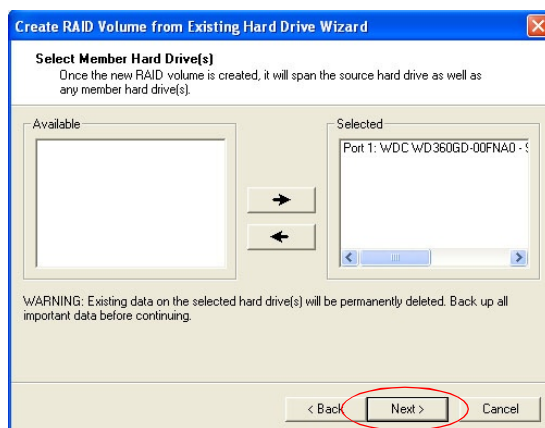 Create RAID Volume from Existing Hard Drive Wizard
Select Member Hard Drive(s)
Once the new RAID volume is created, it will span the source hard drive as well as
any member hard drive(s).
Available
Selected
Port 1: WDC WD360GD-00FNA0 - S
WARNING: Existing data on the selected hard drive(s) will be permanently deleted. Back up all
important data before continuing.
< Back
Next >
Cancel